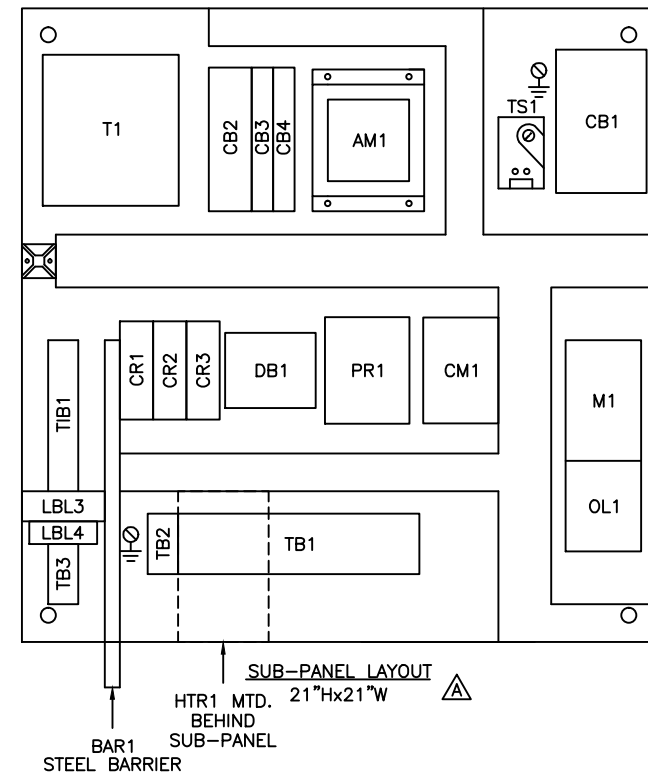 T1
CB2
CB3
CB4
AM1
TS1
CB1
TIB1
CR1
CR2
CR3
DB1
PR1
CM1
M1
OL1
LBL3
LBL4
TB3
TB2
TB1
SUB-PANEL LAYOUT
21"Hx21"W
A
HTR1 MTD.
BEHIND
SUB-PANEL
BAR1
STEEL BARRIER